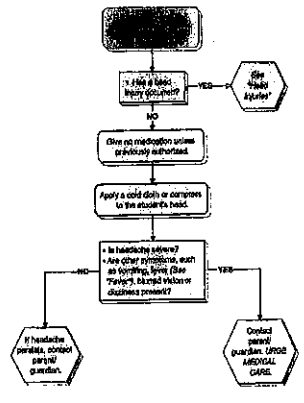 Has a head
injury occurred?
YES
See
"Head
Injuries"
NO
Give no medication unless
previously authorized.
Apply a cold cloth or compress
to the student's head.
• Is headache severe?
• Are other symptoms, such
as vomiting, fever (See
"Fever"), blurred vision or
dizziness present?
NO
YES
If headache
persists, contact
parent/
guardian.
Contact
parent/
guardian. URGE
MEDICAL
CARE.